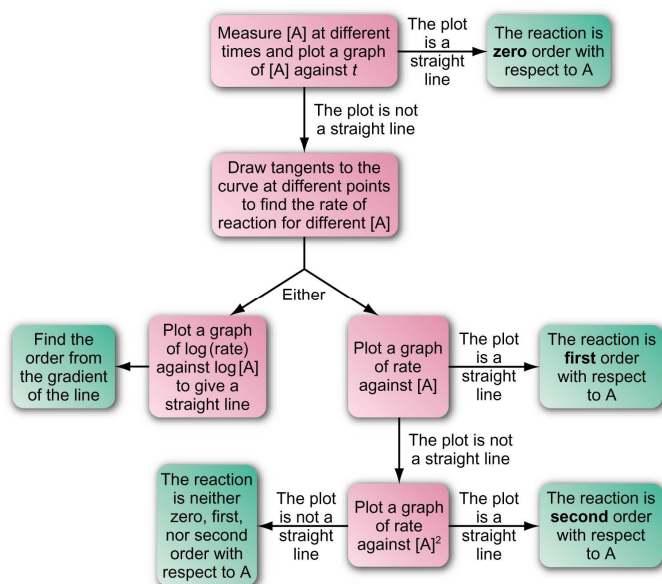 Measure [A] at different
times and plot a graph
of [A] against t
The plot
is a
straight
line
The reaction is
zero order with
respect to A
The plot is not
a straight line
Draw tangents to the
curve at different points
to find the rate of
reaction for different [A]
Either
Find the
order from
the gradient
of the line
Plot a graph
of log (rate)
against log [A]
to give a
straight line
Plot a graph
of rate
against [A]
The plot
is a
straight
line
The reaction is
first order
with respect
to A
The plot is not
a straight line
The reaction
is neither
zero, first,
nor second
order with
respect to A
The plot
is not a
straight
line
Plot a graph
of rate
against [A]²
The plot
is a
straight
line
The reaction is
second order
with respect
to A